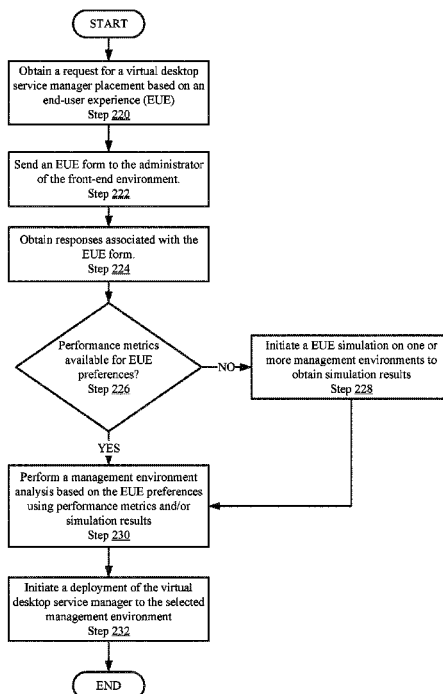 START
Obtain a request for a virtual desktop
service manager placement based on an
end-user experience (EUE)
Step 220
Send an EUE form to the administrator
of the front-end environment.
Step 222
Obtain responses associated with the
EUE form.
Step 224
Performance metrics
available for EUE
preferences?
Step 226
NO
Initiate a EUE simulation on one or
more management environments to
obtain simulation results
Step 228
YES
Perform a management environment
analysis based on the EUE preferences
using performance metrics and/or
simulation results
Step 230
Initiate a deployment of the virtual
desktop service manager to the selected
management environment
Step 232
END